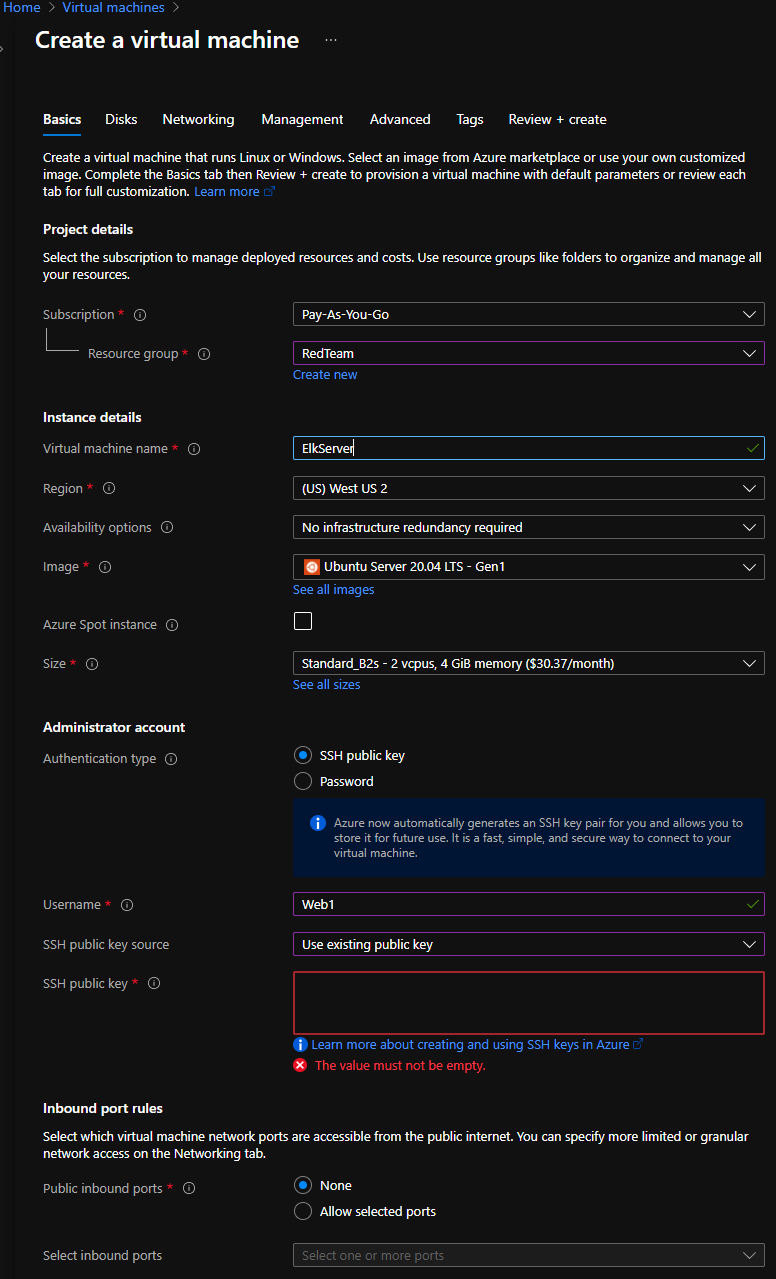 Home > Virtual machines >
Create a virtual machine ...
Basics Disks Networking Management Advanced Tags Review + create
Create a virtual machine that runs Linux or Windows. Select an image from Azure marketplace or use your own customized
image. Complete the Basics tab then Review + create to provision a virtual machine with default parameters or review each
tab for full customization. Learn more
Project details
Select the subscription to manage deployed resources and costs. Use resource groups like folders to organize and manage all
your resources.
Subscription *
Pay-As-You-Go
Resource group *
RedTeam
Create new
Instance details
Virtual machine name *
ElkServer
Region *
(US) West US 2
Availability options
No infrastructure redundancy required
Image *
Ubuntu Server 20.04 LTS - Gen1
See all images
Azure Spot instance
Size *
Standard_B2s - 2 vcpus, 4 GiB memory ($30.37/month)
See all sizes
Administrator account
Authentication type
SSH public key
Password
Azure now automatically generates an SSH key pair for you and allows you to
store it for future use. It is a fast, simple, and secure way to connect to your
virtual machine.
Username *
Web1
SSH public key source
Use existing public key
SSH public key *
Learn more about creating and using SSH keys in Azure
The value must not be empty.
Inbound port rules
Select which virtual machine network ports are accessible from the public internet. You can specify more limited or granular
network access on the Networking tab.
Public inbound ports *
None
Allow selected ports
Select inbound ports
Select one or more ports